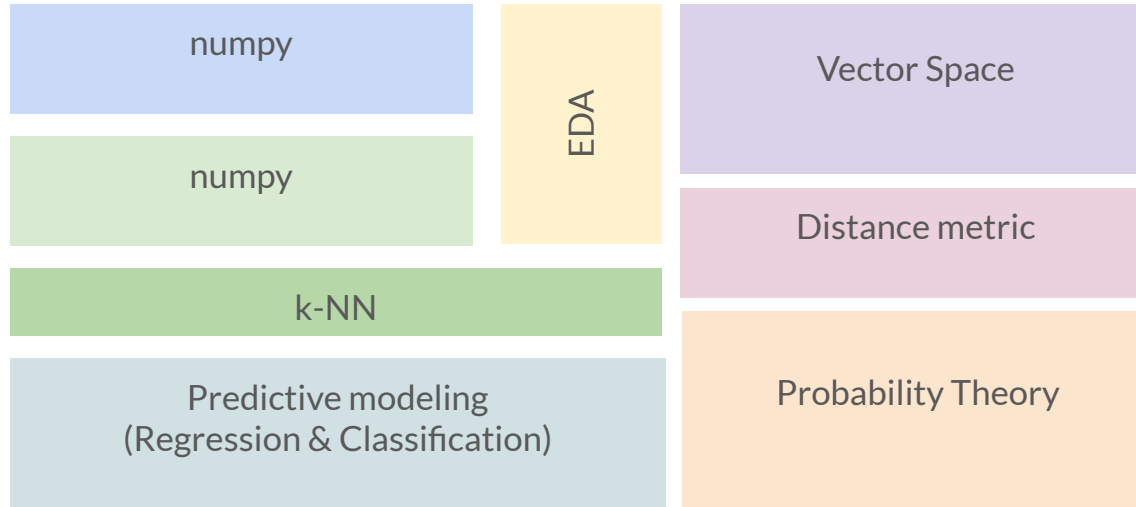 numpy
numpy
EDA
k-NN
Predictive modeling
(Regression & Classification)
Vector Space
Distance metric
Probability Theory